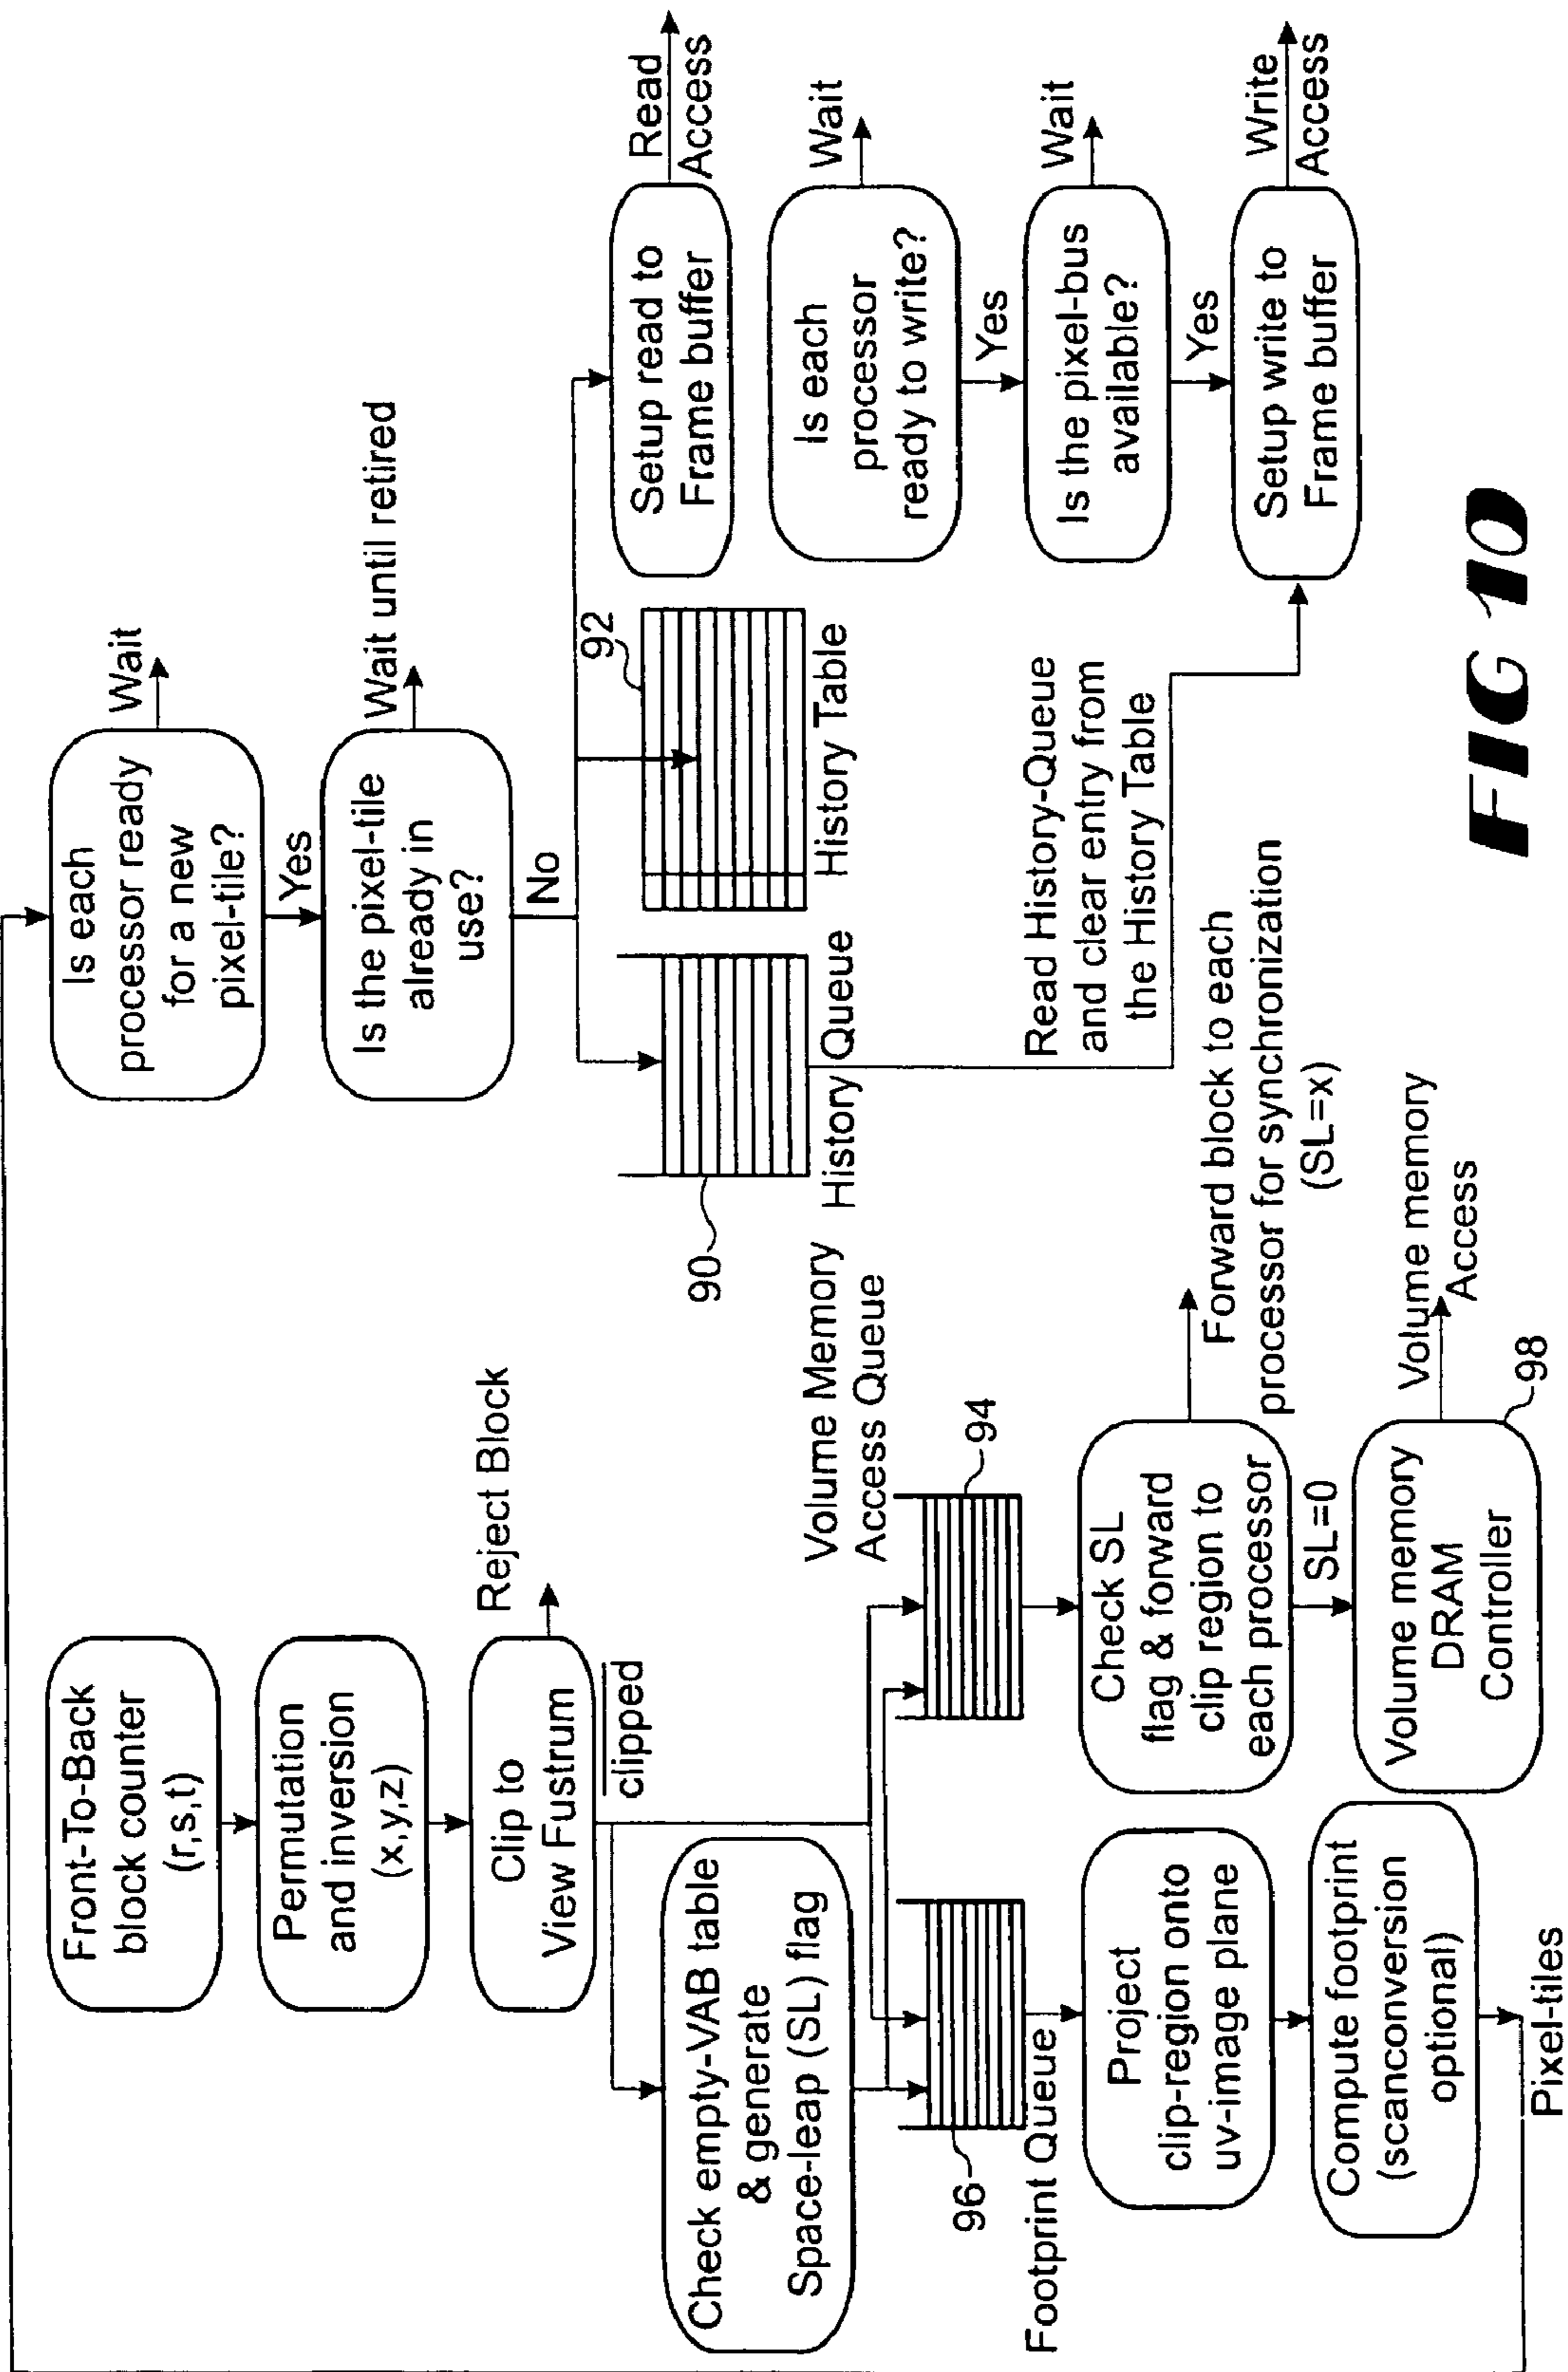 Front-To-Back
block counter
(r,s,t)
Permutation
and inversion
(x,y,z)
Clip to
View Fustrum
Reject Block
clipped
Check empty-VAB table
& generate
Space-leap (SL) flag
Volume Memory
Access Queue
96
94
Footprint Queue
Project
clip-region onto
uv-image plane
Compute footprint
(scanconversion
optional)
Pixel-tiles
Check SL
flag & forward
clip region to
each processor
Forward block to each
processor for synchronization
(SL=x)
SL=0
Volume memory
DRAM
Controller
98
Volume memory
Access
Is each
processor ready
for a new
pixel-tile?
Wait
Yes
Is the pixel-tile
already in
use?
Wait until retired
No
90
History Queue
92
History Table
Read History-Queue
and clear entry from
the History Table
Setup read to
Frame buffer
Read
Access
Is each
processor
ready to write?
Wait
Yes
Is the pixel-bus
available?
Wait
Yes
Setup write to
Frame buffer
Write
Access
FIG 10